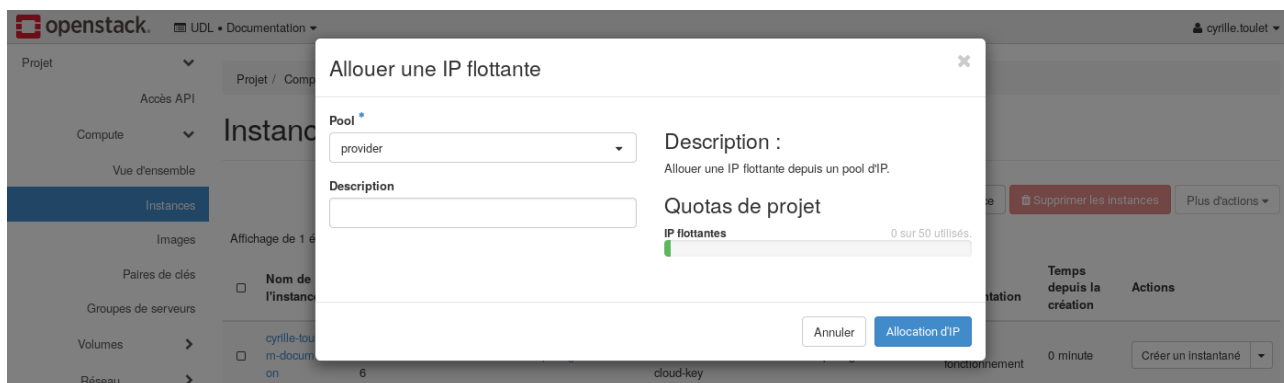 openstack. UDL • Documentation cyrille.toulet
Projet
Projet / Comp
Accès API
Compute
Instanc
Vue d'ensemble
Instances
Images
Paires de clés
Groupes de serveurs
Volumes
Réseau
Allouer une IP flottante
Pool *
provider
Description
Description :
Allouer une IP flottante depuis un pool d'IP.
Quotas de projet
IP flottantes 0 sur 50 utilisés.
Annuler Allocation d'IP
Supprimer les instances Plus d'actions
Affichage de 1 é
Nom de l'instanc
Temps depuis la création
Actions
cyrille-tou
m-docum
on
6
cloud-key
fonctionnement
0 minute
Créer un instantané